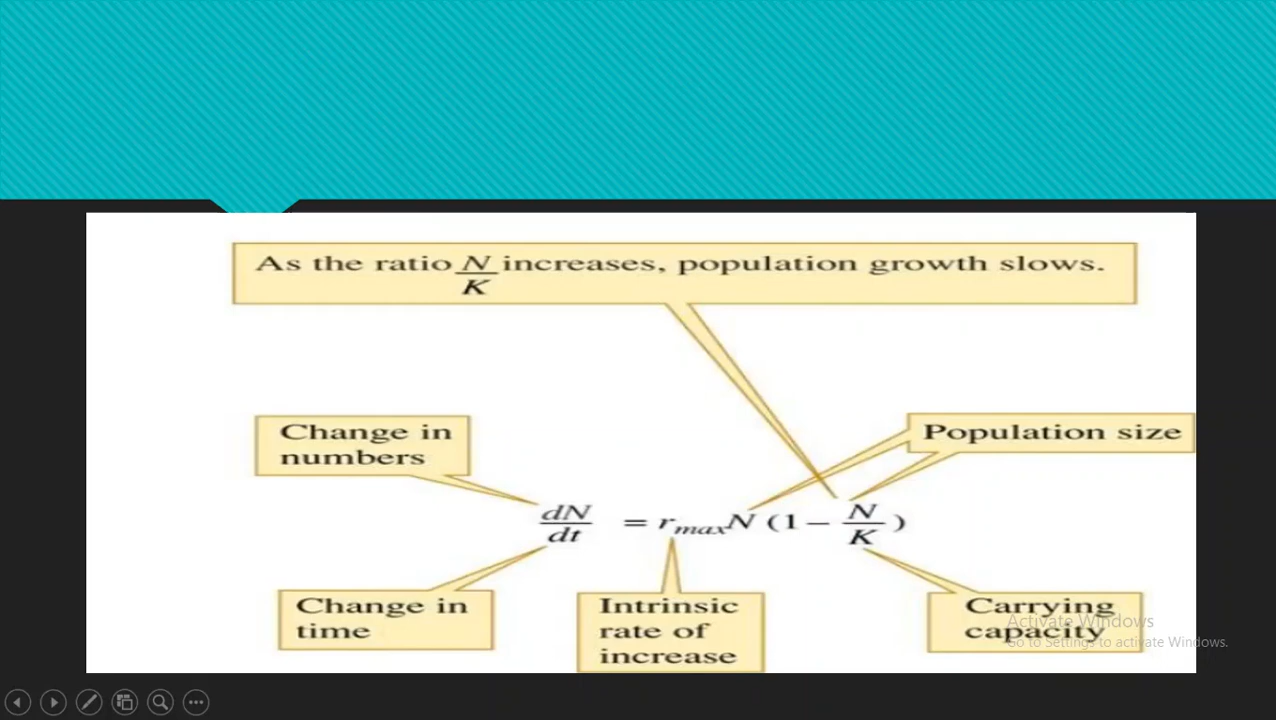 As the ratio N/K increases, population growth slows.
Change in
numbers
Population size
dN/dt = rmaxN (1 – N/K)
Change in
time
Intrinsic
rate of
increase
Carrying
capacity
Activate Windows
Go to Settings to activate Windows.